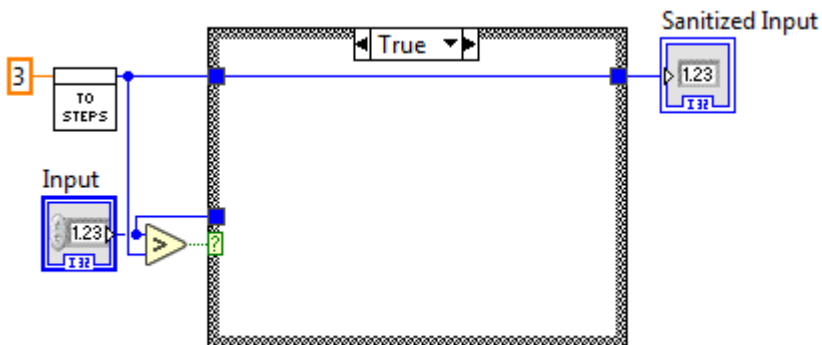 Sanitized Input
True
3
1.23
I32
TO
STEPS
Input
1.23
I32
>
?